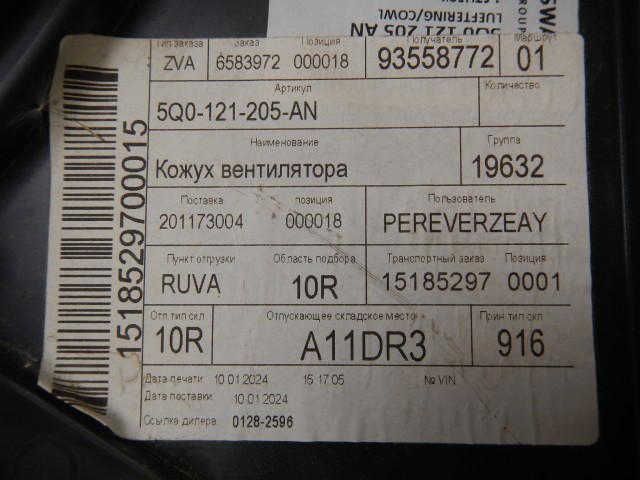 LUEFTERING/COWL
5Q0 121 205 AN
Тип заказа Заказ Позиция Получатель Маршрут
ZVA 6583972 000018 93558772 01
Артикул Количество
5Q0-121-205-AN
Наименование Группа
Кожух вентилятора 19632
Поставка позиция Пользователь
201173004 000018 PEREVERZEAY
Пункт отгрузки Область подбора Транспортный заказ Позиция
RUVA 10R 15185297 0001
Отп.тип скл Отпускающее складское место Прин тип скл
10R A11DR3 916
Дата печати: 10.01.2024 15:17:05 № VIN
Дата поставки: 10.01.2024
Ссылка дилера 0128-2596
15185297000015